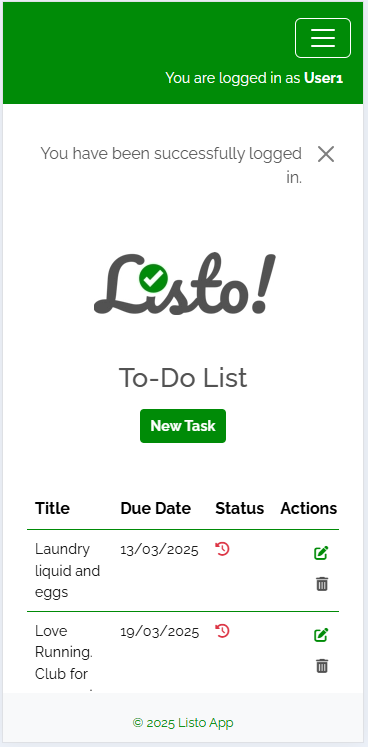 You are logged in as User1
You have been successfully logged
in.
Listo!
To-Do List
New Task
Title Due Date Status Actions
Laundry 13/03/2025
liquid and
eggs
Love 19/03/2025
Running.
Club for
© 2025 Listo App